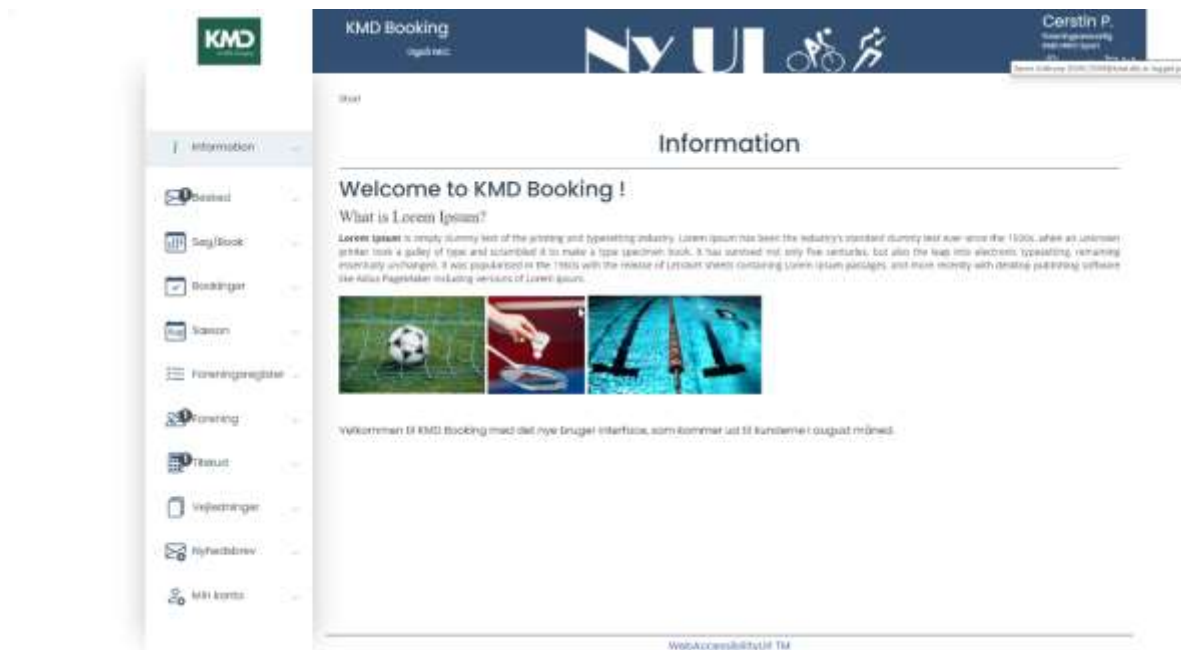 KMD
KMD Booking
Ny UI
Cerstin P.
Start
Information
Information
Besked
Søg/Book
Bookinger
Sæson
Foreningsregister
Forening
Tilskud
Vejledninger
Nyhedsbrev
Min konto
Welcome to KMD Booking !
What is Lorem Ipsum?
Lorem Ipsum is simply dummy text of the printing and typesetting industry. Lorem Ipsum has been the industry's standard dummy text ever since the 1500s, when an unknown
printer took a galley of type and scrambled it to make a type specimen book. It has survived not only five centuries, but also the leap into electronic typesetting, remaining
essentially unchanged. It was popularised in the 1960s with the release of Letraset sheets containing Lorem Ipsum passages, and more recently with desktop publishing software
like Aldus PageMaker including versions of Lorem Ipsum.
Velkommen til KMD Booking med det nye bruger interface, som kommer ud til kunderne i august måned.